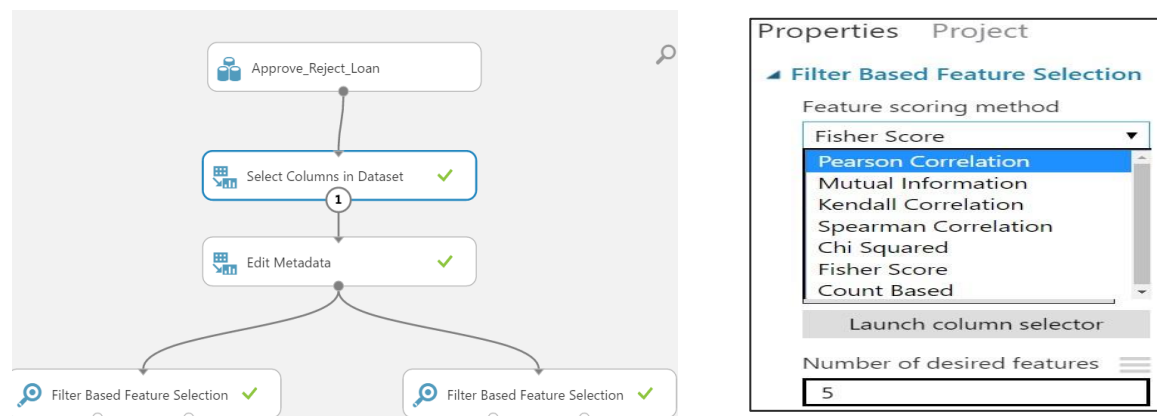 Approve_Reject_Loan
Select Columns in Dataset
1
Edit Metadata
Filter Based Feature Selection
Filter Based Feature Selection
Properties Project
Filter Based Feature Selection
Feature scoring method
Fisher Score
Pearson Correlation
Mutual Information
Kendall Correlation
Spearman Correlation
Chi Squared
Fisher Score
Count Based
Launch column selector
Number of desired features
5